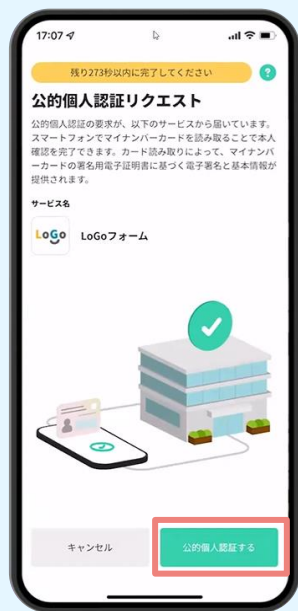 17:07
残り273秒以内に完了してください
?
公的個人認証リクエスト
公的個人認証の要求が、以下のサービスから届いています。
スマートフォンでマイナンバーカードを読み取ることで本人
確認を完了できます。カード読み取りによって、マイナンバ
ーカードの署名用電子証明書に基づく電子署名と基本情報が
提供されます。
サービス名
LoGo
LoGoフォーム
キャンセル
公的個人認証する